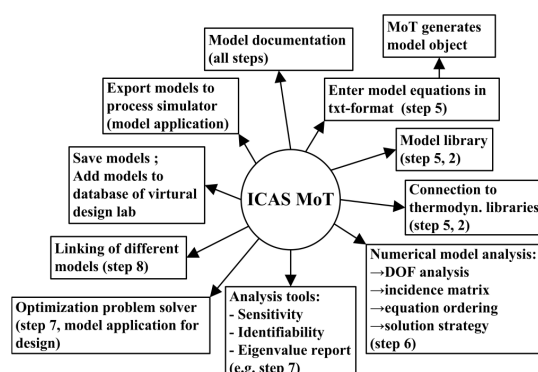 MoT generates
model object
Model documentation
(all steps)
Export models to
process simulator
(model application)
Enter model equations in
txt-format (step 5)
Model library
(step 5, 2)
Save models ;
Add models to
database of virtural
design lab
ICAS MoT
Connection to
thermodyn. libraries
(step 5, 2)
Linking of different
models (step 8)
Numerical model analysis:
→DOF analysis
→incidence matrix
→equation ordering
→solution strategy
(step 6)
Optimization problem solver
(step 7, model application for
design)
Analysis tools:
- Sensitivity
- Identifiability
- Eigenvalue report
(e.g. step 7)